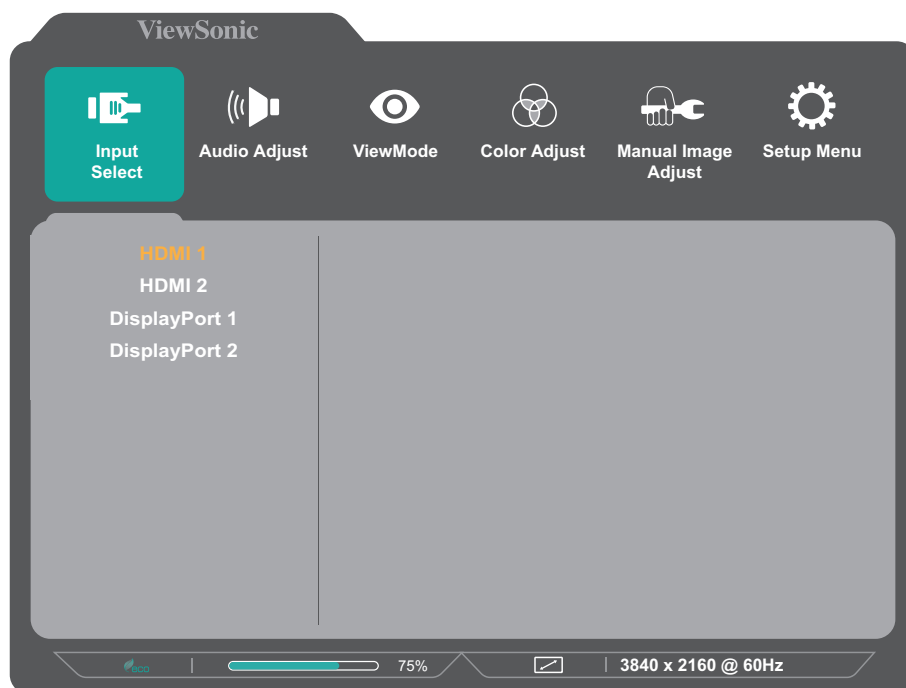 ViewSonic
Input Select
Audio Adjust
ViewMode
Color Adjust
Manual Image Adjust
Setup Menu
HDMI 1
HDMI 2
DisplayPort 1
DisplayPort 2
ECO
75%
3840 x 2160 @ 60Hz